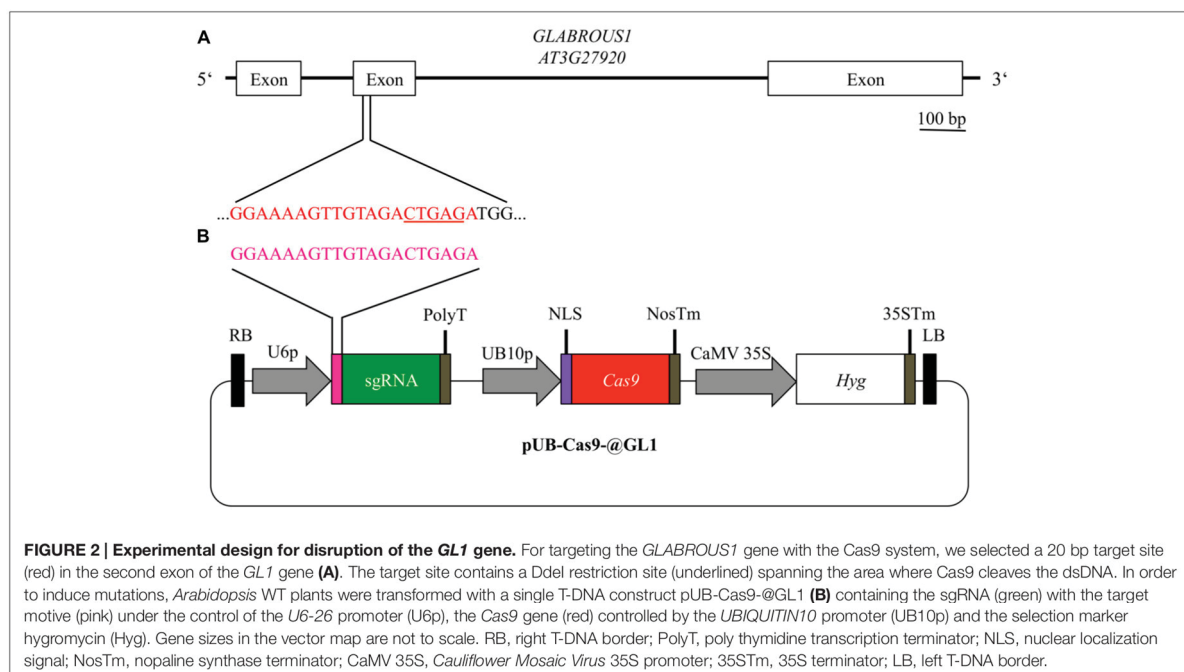 A
GLABROUS1
AT3G27920
5‘ Exon Exon Exon 3‘
100 bp
...GGAAAAGTTGTAGACTGAGATGG...
B
GGAAAAGTTGTAGACTGAGA
RB U6p PolyT UB10p NLS NosTm CaMV 35S 35STm LB
sgRNA Cas9 Hyg
pUB-Cas9-@GL1
FIGURE 2 | Experimental design for disruption of the GL1 gene. For targeting the GLABROUS1 gene with the Cas9 system, we selected a 20 bp target site
(red) in the second exon of the GL1 gene (A). The target site contains a DdeI restriction site (underlined) spanning the area where Cas9 cleaves the dsDNA. In order
to induce mutations, Arabidopsis WT plants were transformed with a single T-DNA construct pUB-Cas9-@GL1 (B) containing the sgRNA (green) with the target
motive (pink) under the control of the U6-26 promoter (U6p), the Cas9 gene (red) controlled by the UBIQUITIN10 promoter (UB10p) and the selection marker
hygromycin (Hyg). Gene sizes in the vector map are not to scale. RB, right T-DNA border; PolyT, poly thymidine transcription terminator; NLS, nuclear localization
signal; NosTm, nopaline synthase terminator; CaMV 35S, Cauliflower Mosaic Virus 35S promoter; 35STm, 35S terminator; LB, left T-DNA border.